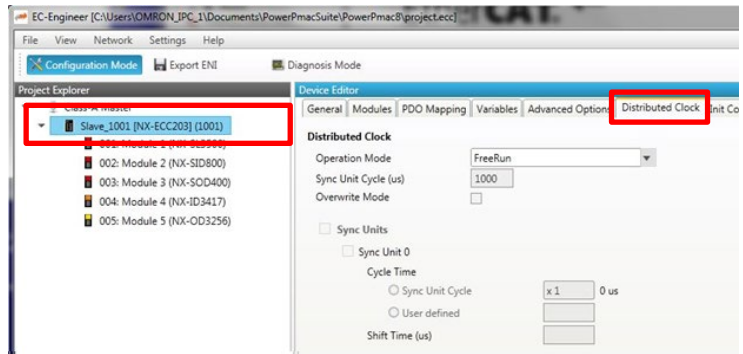 EC-Engineer [C:\Users\OMRON_IPC_1\Documents\PowerPmacSuite\PowerPmac8\project.ecc]
File View Network Settings Help
Configuration Mode Export ENI Diagnosis Mode
Project Explorer
Class-A Master
Slave_1001 [NX-ECC203] (1001)
002: Module 2 (NX-SID800)
003: Module 3 (NX-SOD400)
004: Module 4 (NX-ID3417)
005: Module 5 (NX-OD3256)
Device Editor
General Modules PDO Mapping Variables Advanced Options Distributed Clock
Distributed Clock
Operation Mode FreeRun
Sync Unit Cycle (us) 1000
Overwrite Mode
Sync Units
Sync Unit 0
Cycle Time
Sync Unit Cycle x 1 0 us
User defined
Shift Time (us)